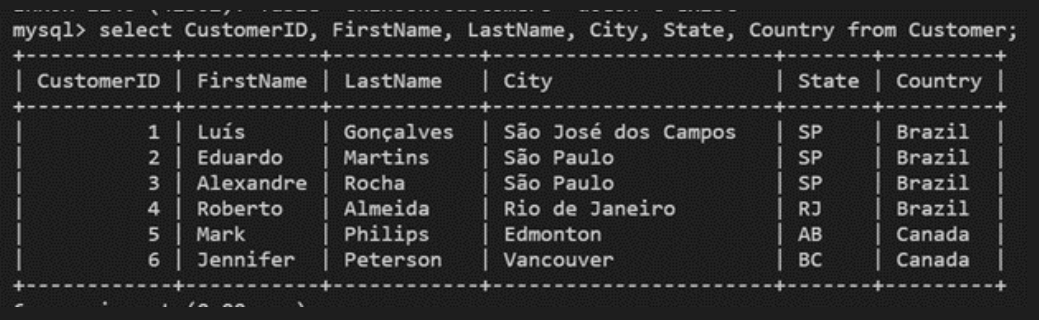 mysql> select CustomerID, FirstName, LastName, City, State, Country from Customer;
+------------+-----------+-----------+---------------------+-------+---------+
| CustomerID | FirstName | LastName | City | State | Country |
+------------+-----------+-----------+---------------------+-------+---------+
| 1 | Luís | Gonçalves | São José dos Campos | SP | Brazil |
| 2 | Eduardo | Martins | São Paulo | SP | Brazil |
| 3 | Alexandre | Rocha | São Paulo | SP | Brazil |
| 4 | Roberto | Almeida | Rio de Janeiro | RJ | Brazil |
| 5 | Mark | Philips | Edmonton | AB | Canada |
| 6 | Jennifer | Peterson | Vancouver | BC | Canada |
+------------+-----------+-----------+---------------------+-------+---------+